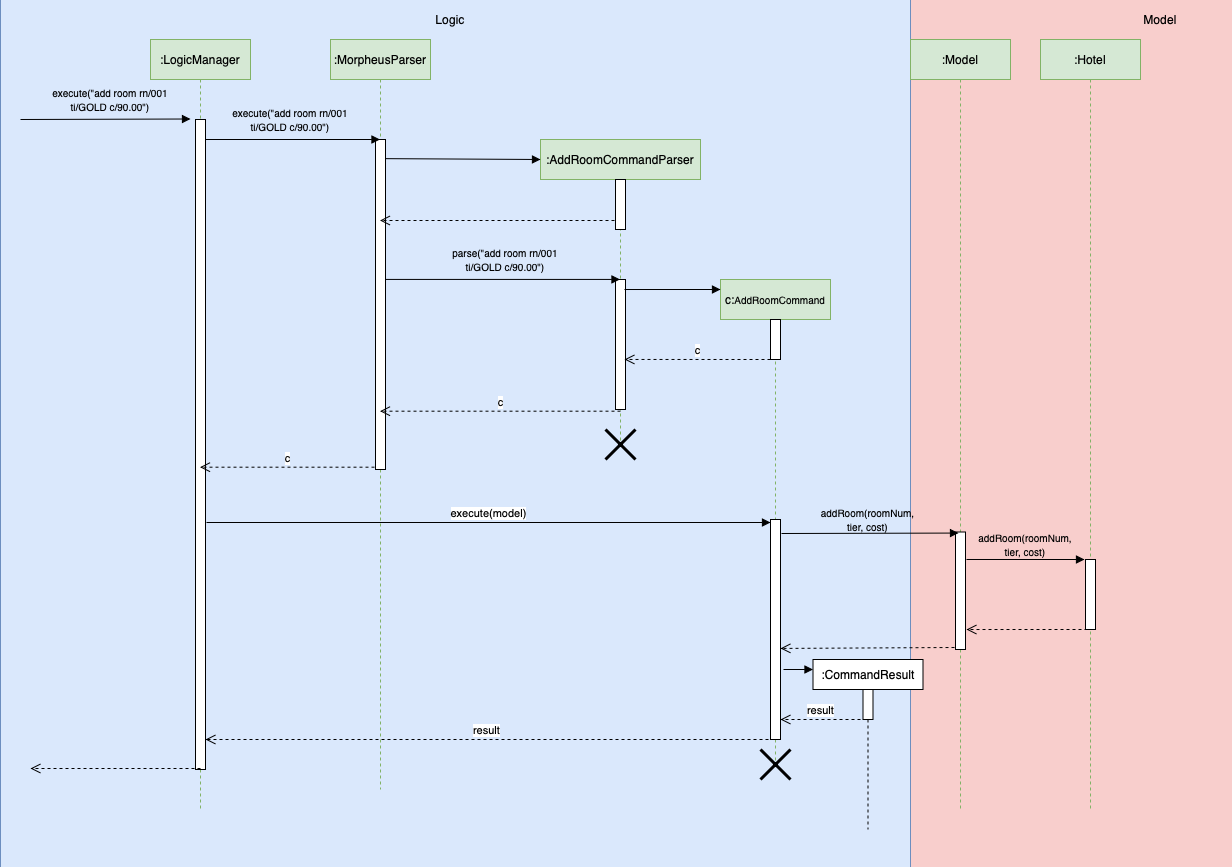 Logic
Model
:LogicManager
:MorpheusParser
:Model
:Hotel
execute("add room rn/001
ti/GOLD c/90.00")
execute("add room rn/001
ti/GOLD c/90.00")
:AddRoomCommandParser
parse("add room rn/001
ti/GOLD c/90.00")
c:AddRoomCommand
c
c
c
execute(model)
addRoom(roomNum,
tier, cost)
addRoom(roomNum,
tier, cost)
:CommandResult
result
result